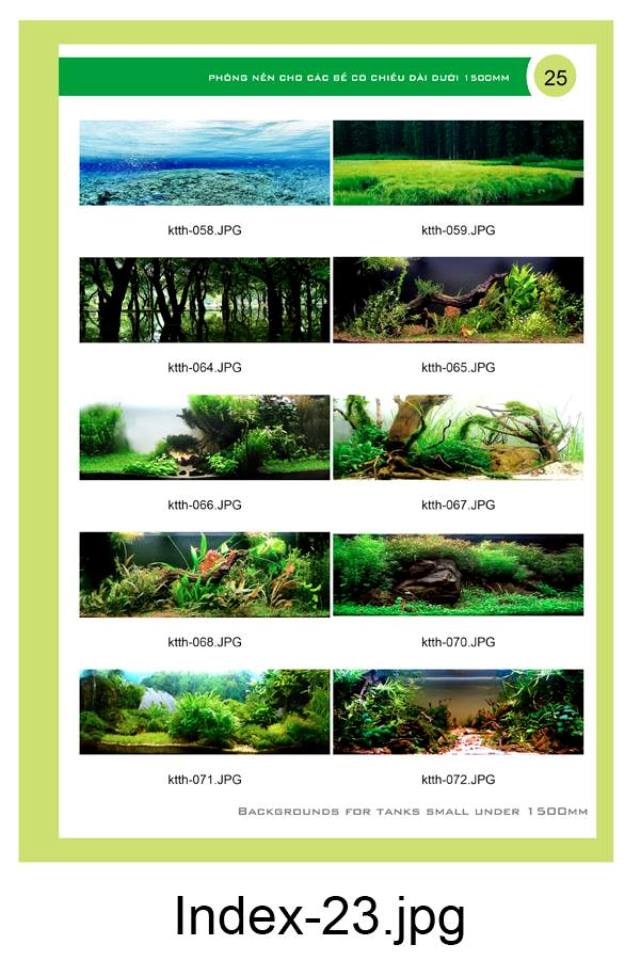 PHÔNG NỀN CHO CÁC BỂ CÓ CHIỀU DÀI DƯỚI 1500MM
25
ktth-058.JPG ktth-059.JPG
ktth-064.JPG ktth-065.JPG
ktth-066.JPG ktth-067.JPG
ktth-068.JPG ktth-070.JPG
ktth-071.JPG ktth-072.JPG
BACKGROUNDS FOR TANKS SMALL UNDER 1500MM
Index-23.jpg